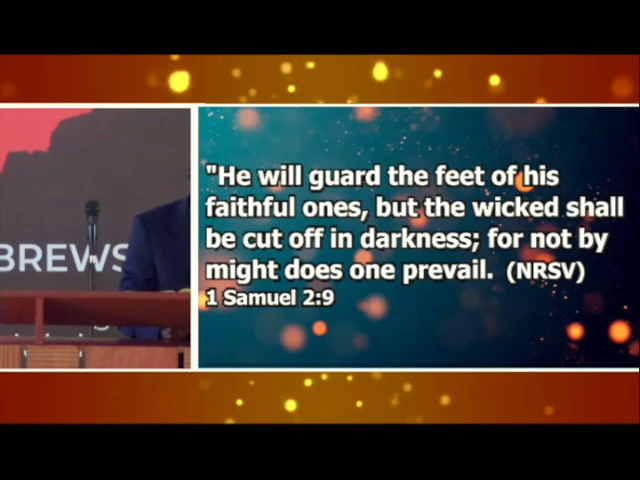 BREWS
"He will guard the feet of his
faithful ones, but the wicked shall
be cut off in darkness; for not by
might does one prevail. (NRSV)
1 Samuel 2:9